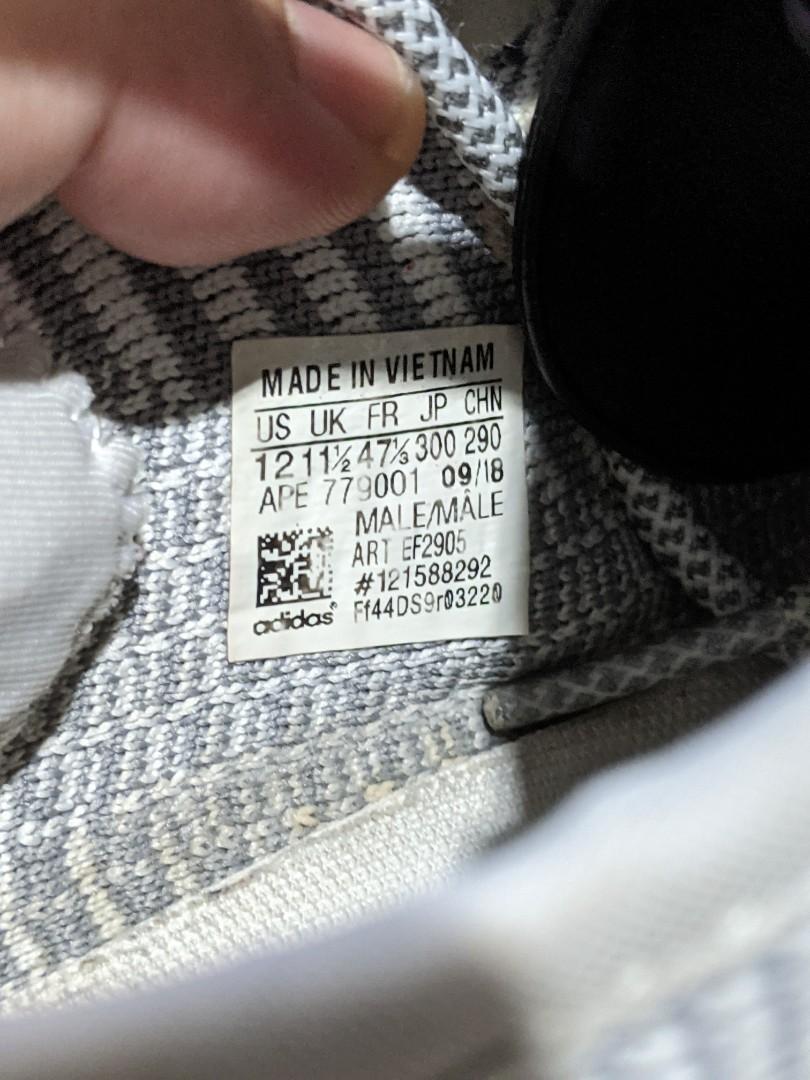 MADE IN VIETNAM
US UK FR JP CHN
12 11½ 47⅓ 300 290
APE 779001 09/18
MALE/MÂLE
ART EF2905
#121588292
adidas® Ff44DS9r03220